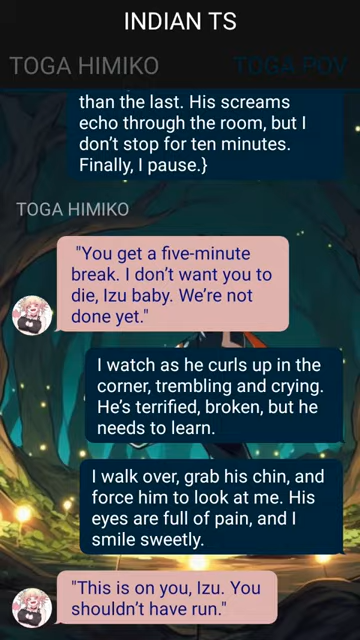 INDIAN TS
TOGA HIMIKO
TOGA POV
than the last. His screams
echo through the room, but I
don't stop for ten minutes.
Finally, I pause.}
TOGA HIMIKO
"You get a five-minute
break. I don't want you to
die, Izu baby. We're not
done yet."
I watch as he curls up in the
corner, trembling and crying.
He's terrified, broken, but he
needs to learn.
I walk over, grab his chin, and
force him to look at me. His
eyes are full of pain, and I
smile sweetly.
"This is on you, Izu. You
shouldn't have run."